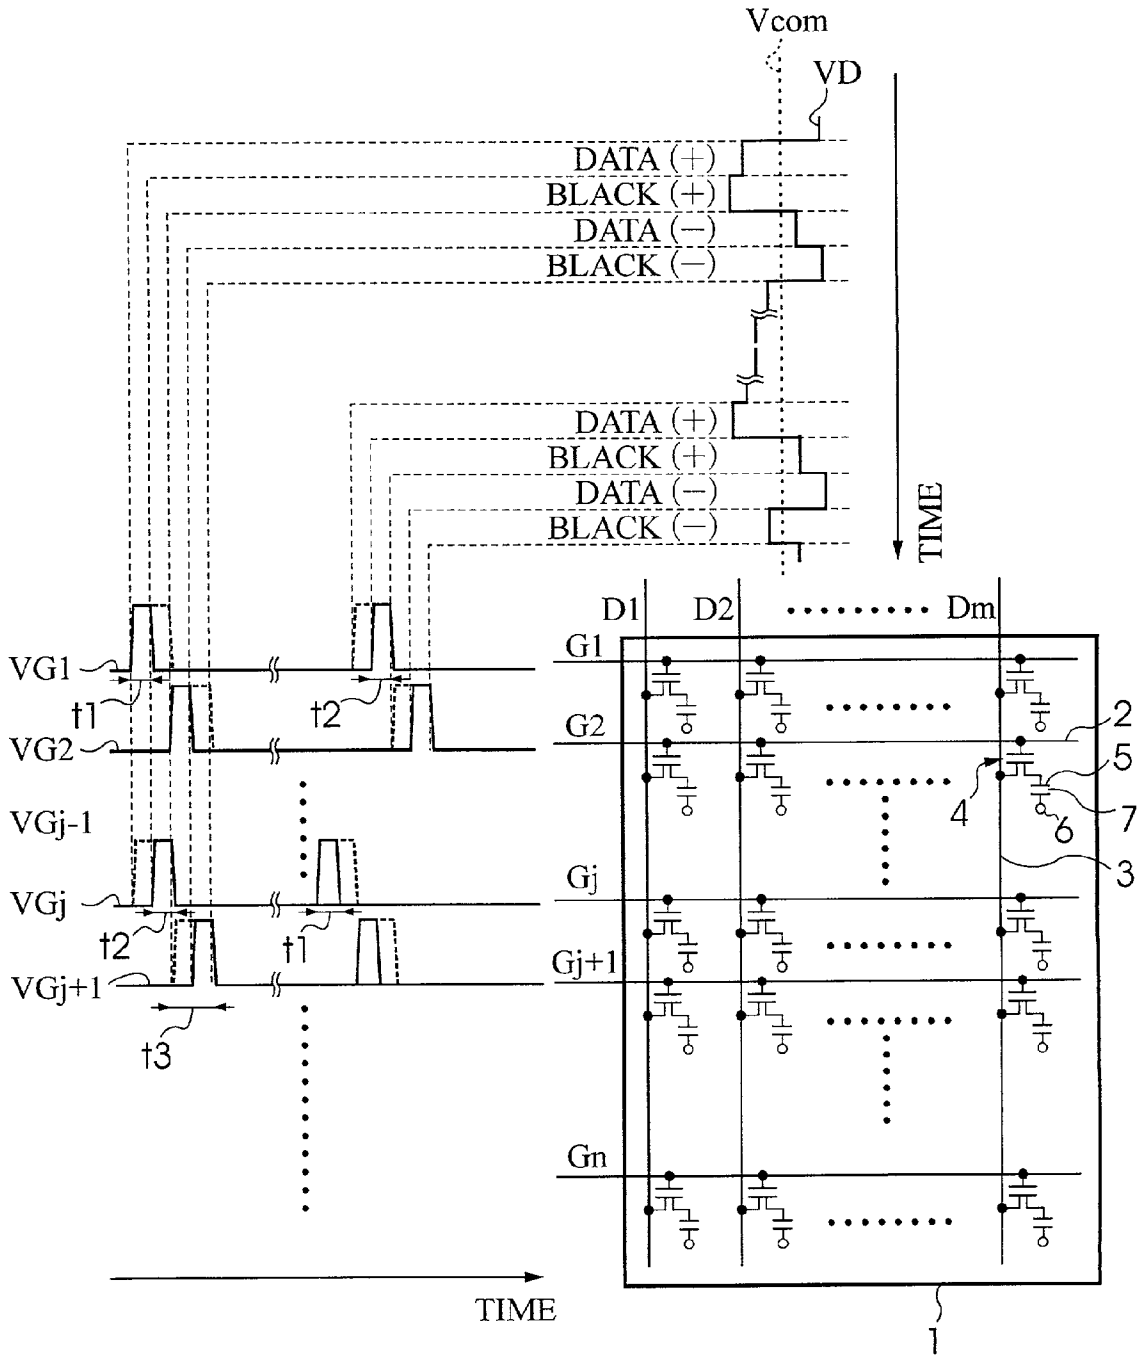 Vcom
VD
DATA (+)
BLACK (+)
DATA (−)
BLACK (−)
DATA (+)
BLACK (+)
DATA (−)
BLACK (−)
TIME
D1 D2 Dm
VG1
t1
t2
VG2
VGj-1
VGj
t2
t1
VGj+1
t3
G1
G2
2
5
4
6
7
3
Gj
Gj+1
Gn
TIME
1